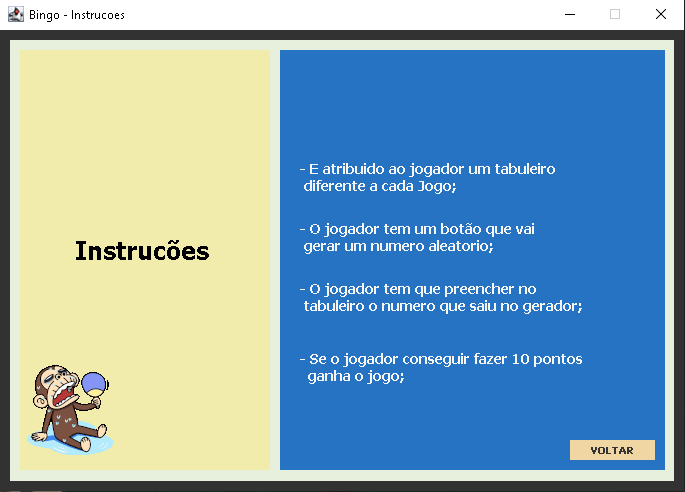 Bingo - Instrucoes
Instrucões
- E atribuido ao jogador um tabuleiro
diferente a cada Jogo;
- O jogador tem um botão que vai
gerar um numero aleatorio;
- O jogador tem que preencher no
tabuleiro o numero que saiu no gerador;
- Se o jogador conseguir fazer 10 pontos
ganha o jogo;
VOLTAR